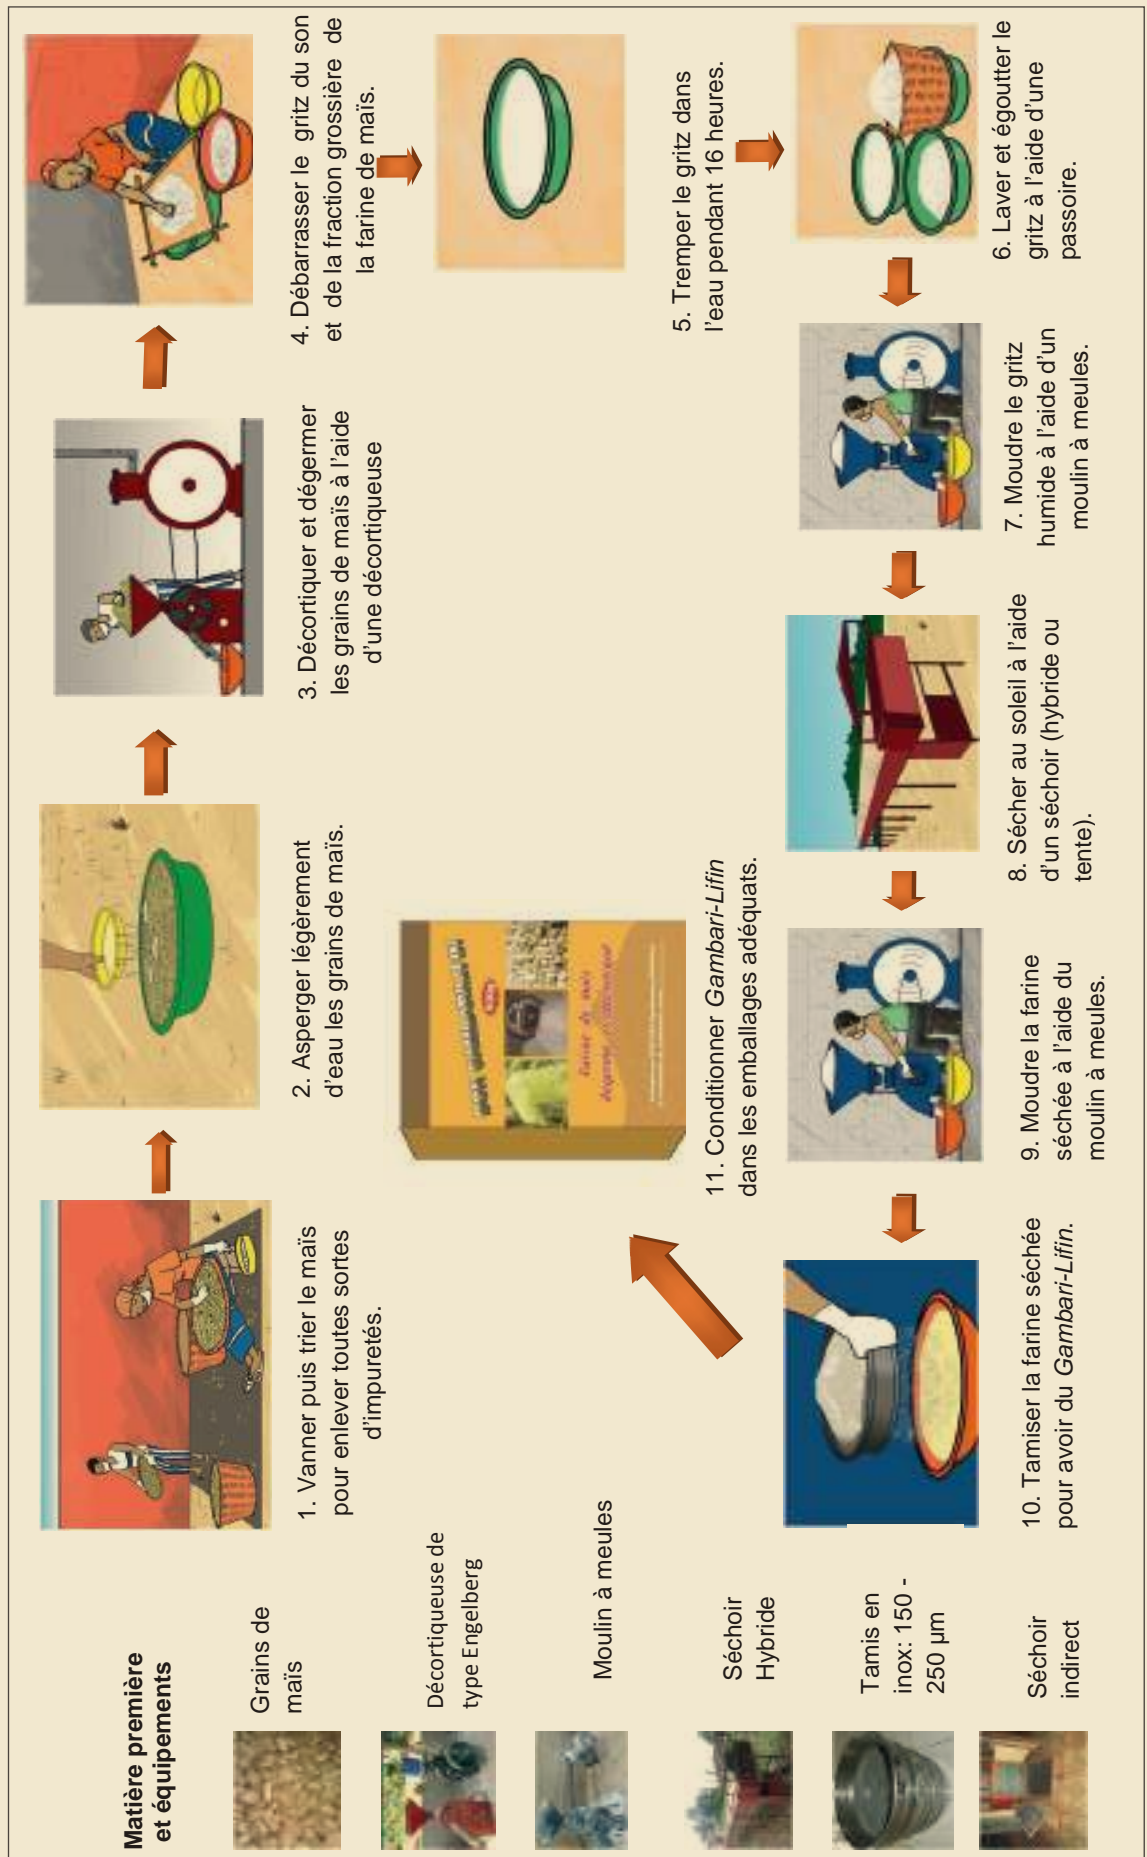 Matière première
et équipements
Grains de
maïs
Décortiqueuse de
type Engelberg
Moulin à meules
Séchoir
Hybride
Tamis en
inox: 150 -
250 µm
Séchoir
indirect
1. Vanner puis trier le maïs
pour enlever toutes sortes
d'impuretés.
2. Asperger légèrement
d'eau les grains de maïs.
3. Décortiquer et dégermer
les grains de maïs à l'aide
d'une décortiqueuse
4. Débarrasser le gritz du son
et de la fraction grossière de
la farine de maïs.
5. Tremper le gritz dans
l'eau pendant 16 heures.
6. Laver et égoutter le
gritz à l'aide d'une
passoire.
7. Moudre le gritz
humide à l'aide d'un
moulin à meules.
8. Sécher au soleil à l'aide
d'un séchoir (hybride ou
tente).
9. Moudre la farine
séchée à l'aide du
moulin à meules.
10. Tamiser la farine séchée
pour avoir du Gambari-Lifin.
11. Conditionner Gambari-Lifin
dans les emballages adéquats.
farine de maïs